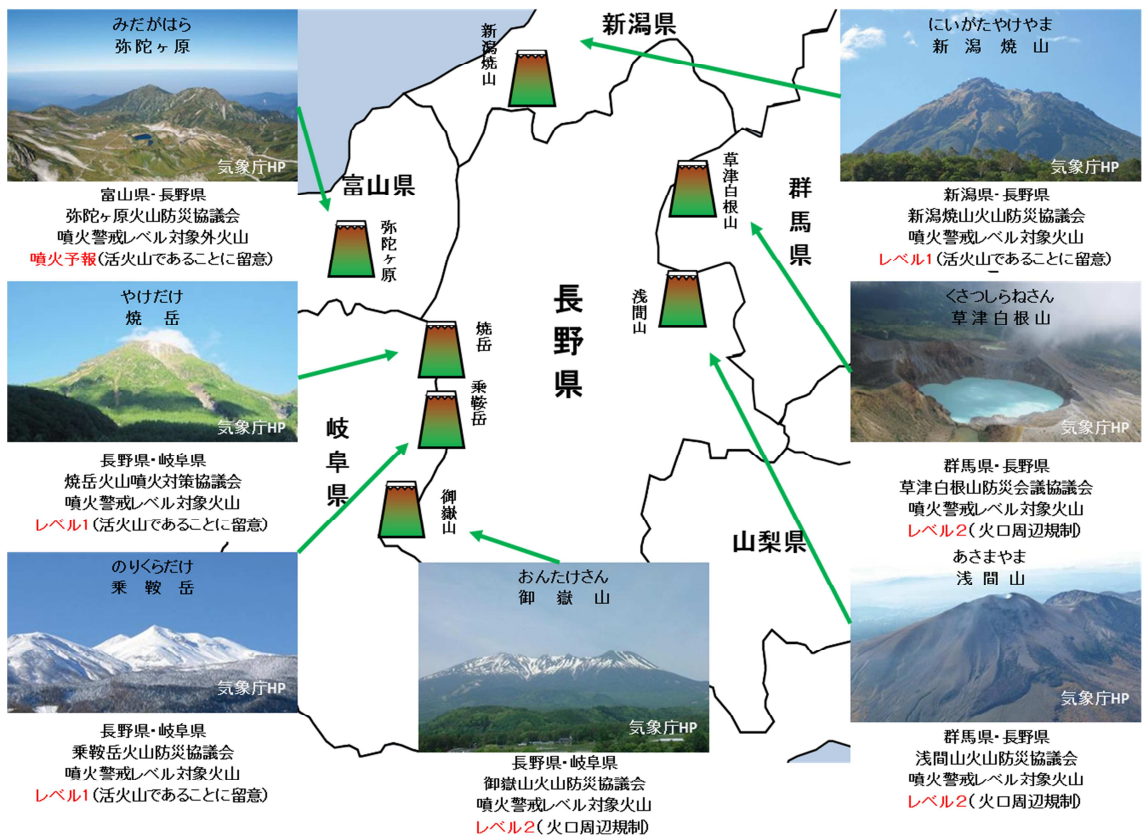 みだがはら
弥陀ヶ原
気象庁HP
富山県-長野県
弥陀ヶ原火山防災協議会
噴火警戒レベル対象外火山
噴火予報(活火山であることに留意)
やけだけ
焼岳
気象庁HP
長野県・岐阜県
焼岳火山噴火対策協議会
噴火警戒レベル対象火山
レベル1(活火山であることに留意)
のりくらだけ
乗鞍岳
気象庁HP
長野県・岐阜県
乗鞍岳火山防災協議会
噴火警戒レベル対象火山
レベル1(活火山であることに留意)
新潟県
新潟焼山
富山県
弥陀ヶ原
草津白根山
群馬県
浅間山
長野県
焼岳
乗鞍岳
岐阜県
御嶽山
山梨県
おんたけさん
御嶽山
気象庁HP
長野県・岐阜県
御嶽山火山防災協議会
噴火警戒レベル対象火山
レベル2(火口周辺規制)
にいがたやけやま
新潟焼山
気象庁HP
新潟県-長野県
新潟焼山火山防災協議会
噴火警戒レベル対象火山
レベル1(活火山であることに留意)
くさつしらねさん
草津白根山
気象庁HP
群馬県・長野県
草津白根山防災会議協議会
噴火警戒レベル対象火山
レベル2(火口周辺規制)
あさまやま
浅間山
気象庁HP
群馬県・長野県
浅間山火山防災協議会
噴火警戒レベル対象火山
レベル2(火口周辺規制)